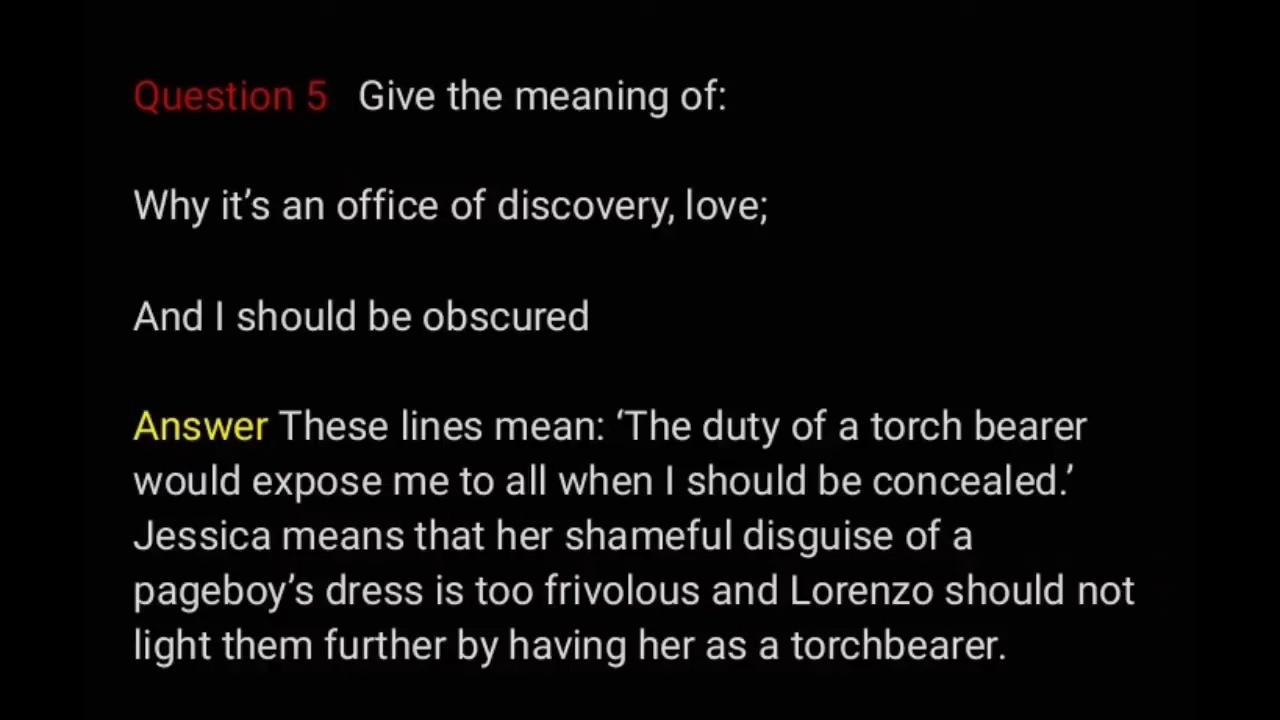 Question 5 Give the meaning of:
Why it’s an office of discovery, love;
And I should be obscured
Answer These lines mean: ‘The duty of a torch bearer
would expose me to all when I should be concealed.’
Jessica means that her shameful disguise of a
pageboy’s dress is too frivolous and Lorenzo should not
light them further by having her as a torchbearer.